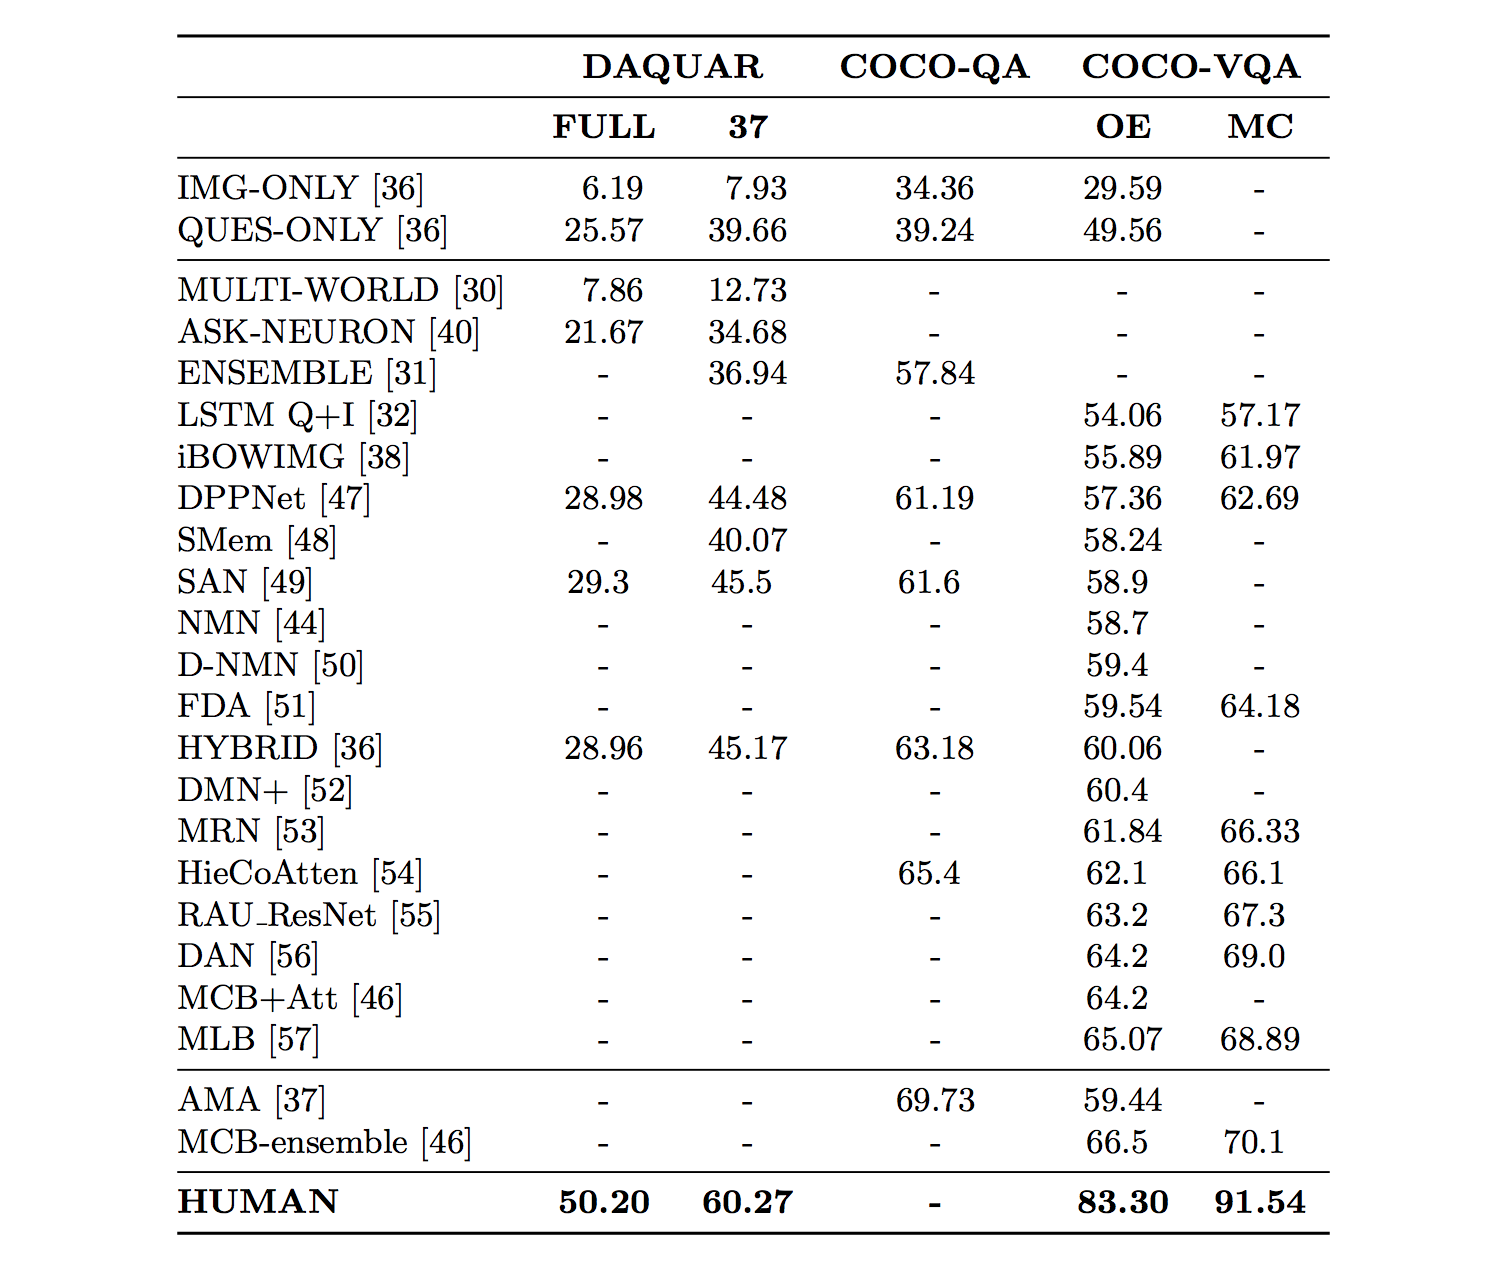 DAQUAR COCO-QA COCO-VQA
FULL 37 OE MC
IMG-ONLY [36] 6.19 7.93 34.36 29.59 -
QUES-ONLY [36] 25.57 39.66 39.24 49.56 -
MULTI-WORLD [30] 7.86 12.73 - - -
ASK-NEURON [40] 21.67 34.68 - - -
ENSEMBLE [31] - 36.94 57.84 - -
LSTM Q+I [32] - - - 54.06 57.17
iBOWIMG [38] - - - 55.89 61.97
DPPNet [47] 28.98 44.48 61.19 57.36 62.69
SMem [48] - 40.07 - 58.24 -
SAN [49] 29.3 45.5 61.6 58.9 -
NMN [44] - - - 58.7 -
D-NMN [50] - - - 59.4 -
FDA [51] - - - 59.54 64.18
HYBRID [36] 28.96 45.17 63.18 60.06 -
DMN+ [52] - - - 60.4 -
MRN [53] - - - 61.84 66.33
HieCoAtten [54] - - 65.4 62.1 66.1
RAU_ResNet [55] - - - 63.2 67.3
DAN [56] - - - 64.2 69.0
MCB+Att [46] - - - 64.2 -
MLB [57] - - - 65.07 68.89
AMA [37] - - 69.73 59.44 -
MCB-ensemble [46] - - - 66.5 70.1
HUMAN 50.20 60.27 - 83.30 91.54